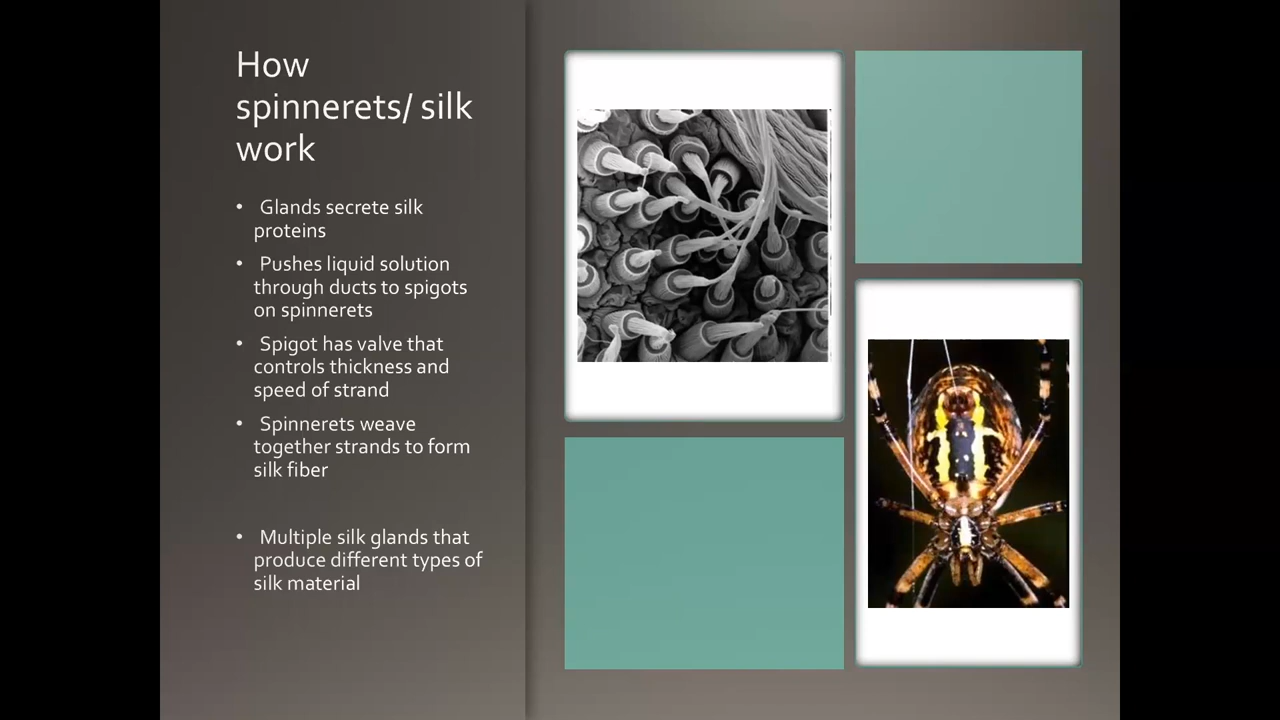 How
spinnerets/ silk
work
• Glands secrete silk
proteins
• Pushes liquid solution
through ducts to spigots
on spinnerets
• Spigot has valve that
controls thickness and
speed of strand
• Spinnerets weave
together strands to form
silk fiber
• Multiple silk glands that
produce different types of
silk material